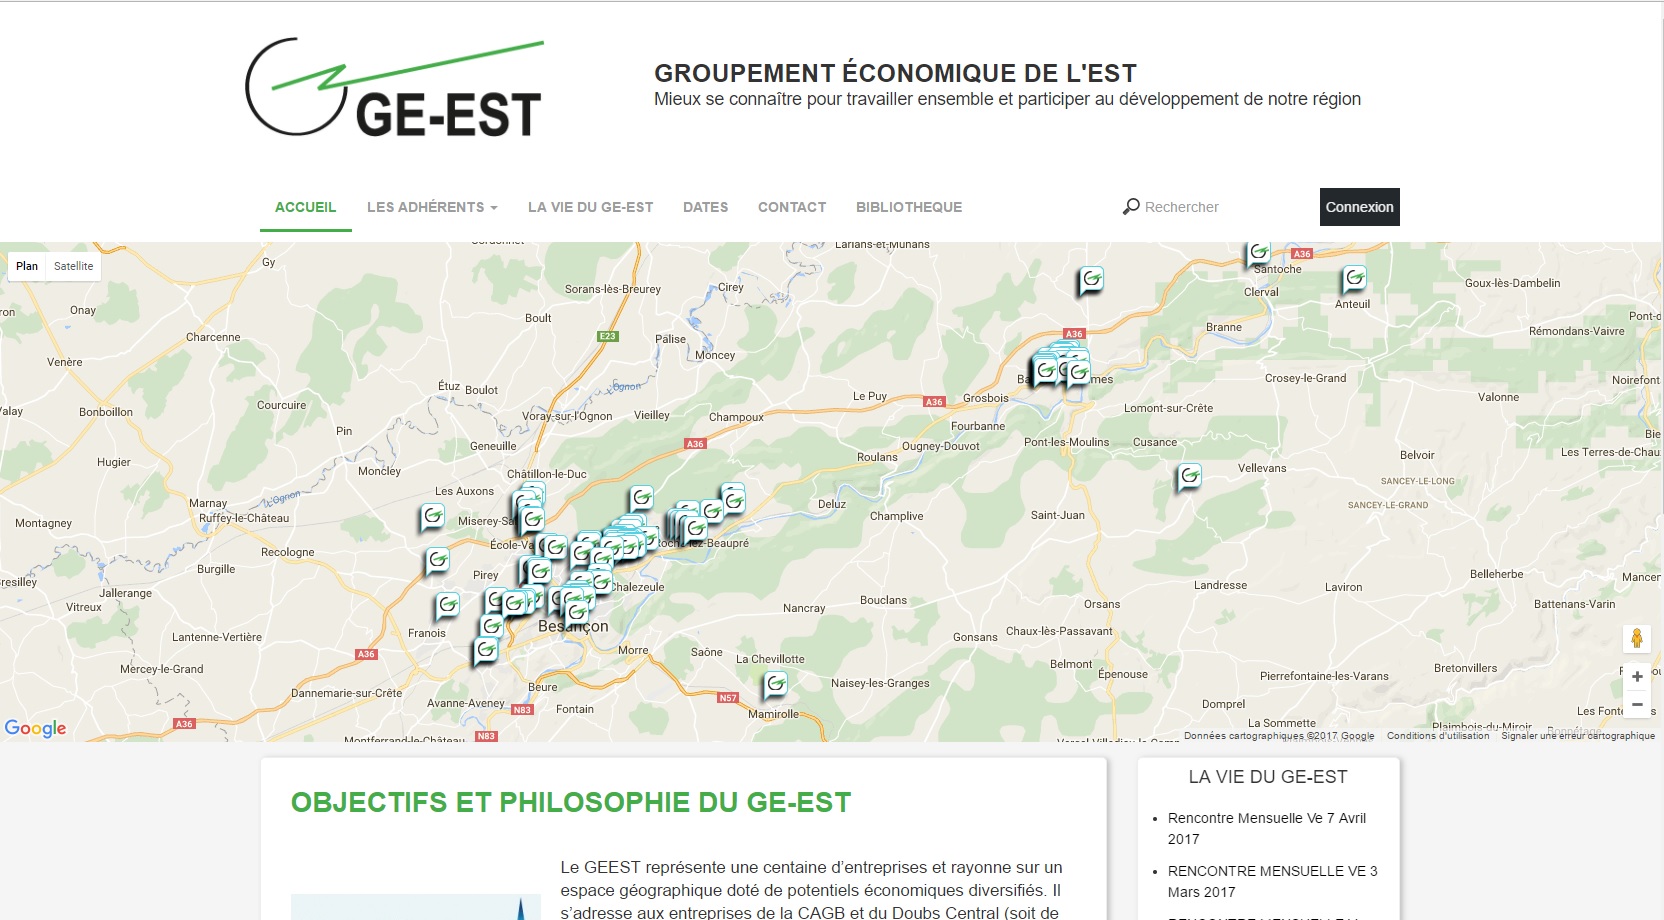 GE-EST
GROUPEMENT ÉCONOMIQUE DE L'EST
Mieux se connaître pour travailler ensemble et participer au développement de notre région
ACCUEIL
LES ADHÉRENTS
LA VIE DU GE-EST
DATES
CONTACT
BIBLIOTHEQUE
Rechercher
Connexion
Larians-et-Munans
Plan
Satellite
Gy
A36
Santoche
Sorans-lès-Breurey
Cirey
Clerval
Goux-lès-Dambelin
Anteuil
Onay
Boult
Branne
Rémondans-Vaivre
Charcenne
E23
Palise
A36
Moncey
Venère
Étuz
Boulot
Ognon
Crosey-le-Grand
Noirefont
Valonne
Bonboillon
Courcuire
Voray-sur-l'Ognon
Vieilley
Champoux
Le Puy
A36
Grosbois
Lomont-sur-Crête
Pin
Fourbanne
Geneuille
A36
Ougney-Douvot
Pont-les-Moulins
Cusance
Roulans
Hugier
Moncley
Châtillon-le-Duc
Belvoir
Les Terres-de-Chau
Vellevans
SANCEY-LE-LONG
Les Auxons
l'Ognon
Marnay
Deluz
SANCEY-LE-GRAND
Ruffey-le-Château
Champlive
Saint-Juan
Montagney
Recologne
Burgille
Pirey
Chalezeule
Landresse
Laviron
Belleherbe
Jallerange
Vitreux
Nancray
Bouclans
Orsans
Battenans-Varin
Besançon
Franois
Lantenne-Vertière
Gonsans
Chaux-lès-Passavant
A36
Morre
Saône
La Chevillotte
Belmont
Épenouse
Bretonvillers
Mercey-le-Grand
Pierrefontaine-les-Varans
Naisey-les-Granges
Beure
Dannemarie-sur-Crête
N57
Avanne-Aveney
N83
Fontain
Mamirolle
Domprel
La Sommette
Google
A36
N83
Montferrand-le-Château
Plaimbois-du-Miroir
Données cartographiques ©2017 Google
Conditions d'utilisation
Signaler une erreur cartographique
OBJECTIFS ET PHILOSOPHIE DU GE-EST
Le GEEST représente une centaine d’entreprises et rayonne sur un
espace géographique doté de potentiels économiques diversifiés. Il
s’adresse aux entreprises de la CAGB et du Doubs Central (soit de
LA VIE DU GE-EST
• Rencontre Mensuelle Ve 7 Avril
2017
• RENCONTRE MENSUELLE VE 3
Mars 2017